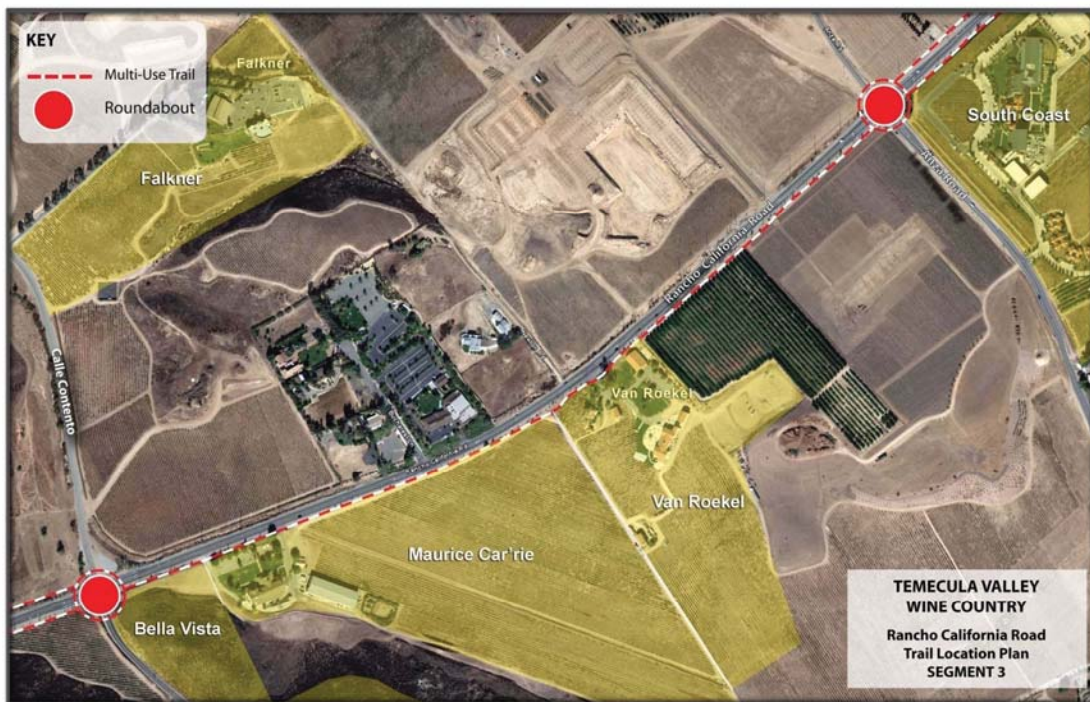 KEY
Multi-Use Trail
Roundabout
Falkner
Falkner
South Coast
Anza Road
Rancho California Road
Calle Contento
Van Roekel
Van Roekel
Maurice Car'rie
Bella Vista
TEMECULA VALLEY
WINE COUNTRY
Rancho California Road
Trail Location Plan
SEGMENT 3